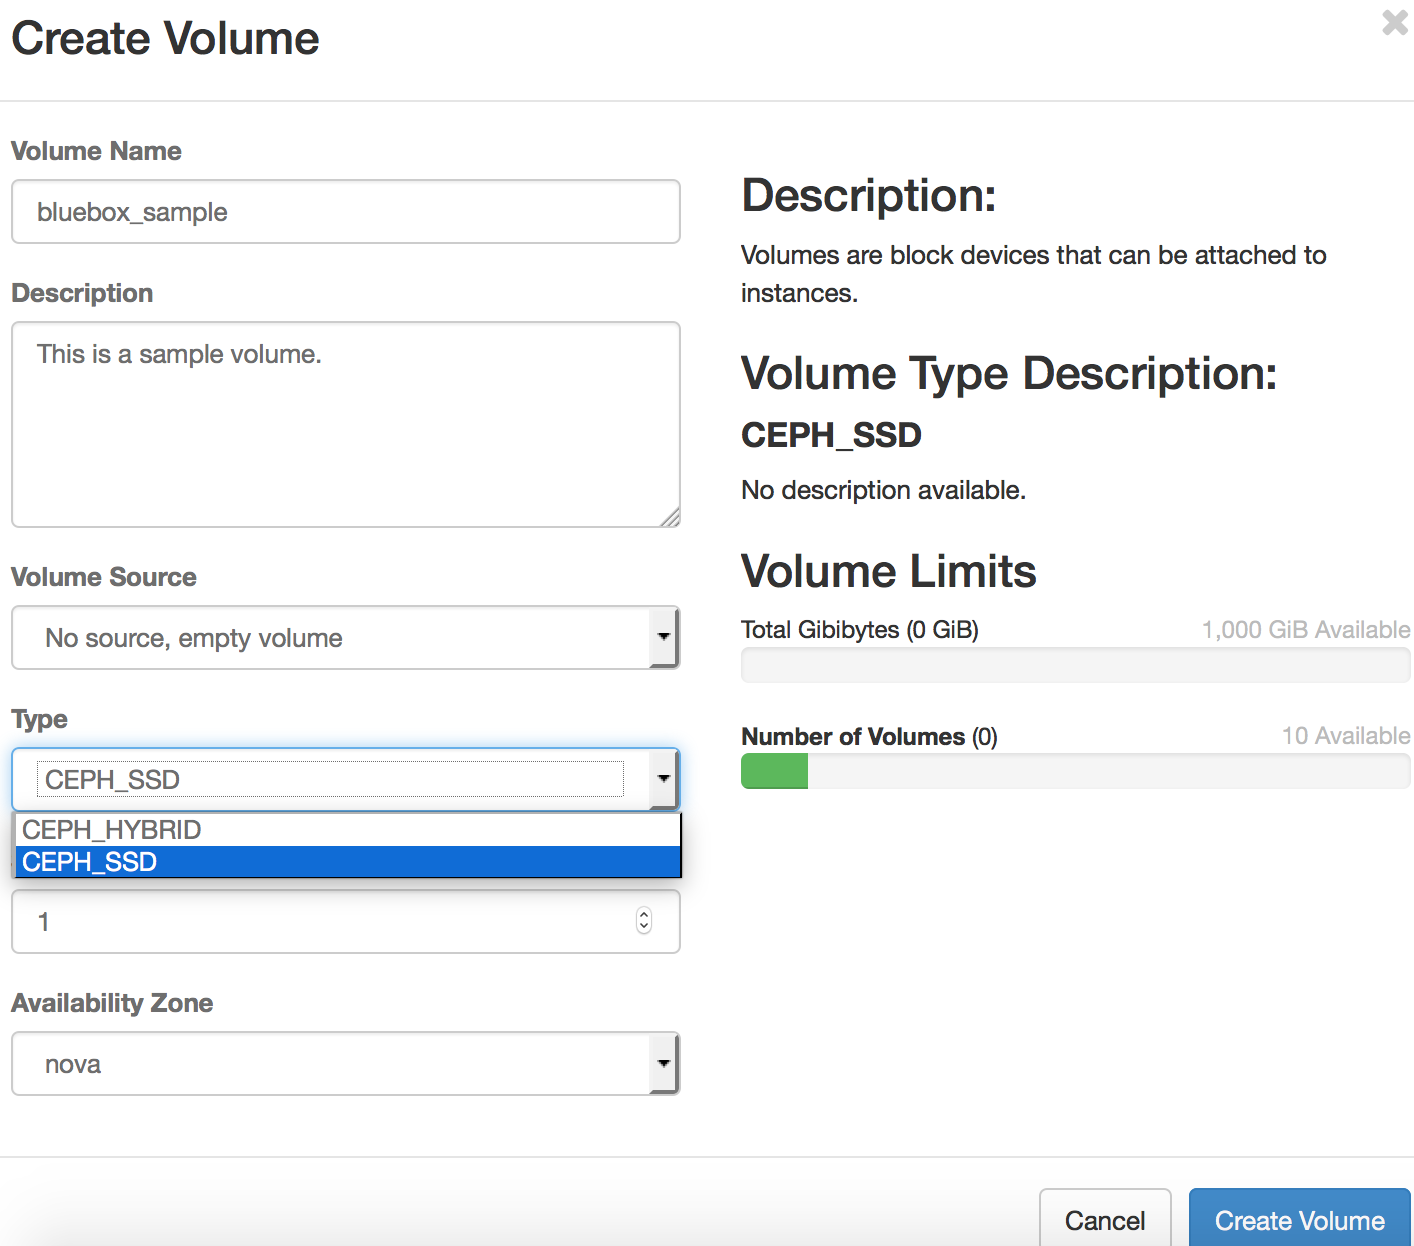 Create Volume
Volume Name
bluebox_sample
Description
This is a sample volume.
Volume Source
No source, empty volume
Type
CEPH_SSD
CEPH_HYBRID
CEPH_SSD
1
Availability Zone
nova
Description:
Volumes are block devices that can be attached to
instances.
Volume Type Description:
CEPH_SSD
No description available.
Volume Limits
Total Gibibytes (0 GiB) 1,000 GiB Available
Number of Volumes (0) 10 Available
Cancel Create Volume